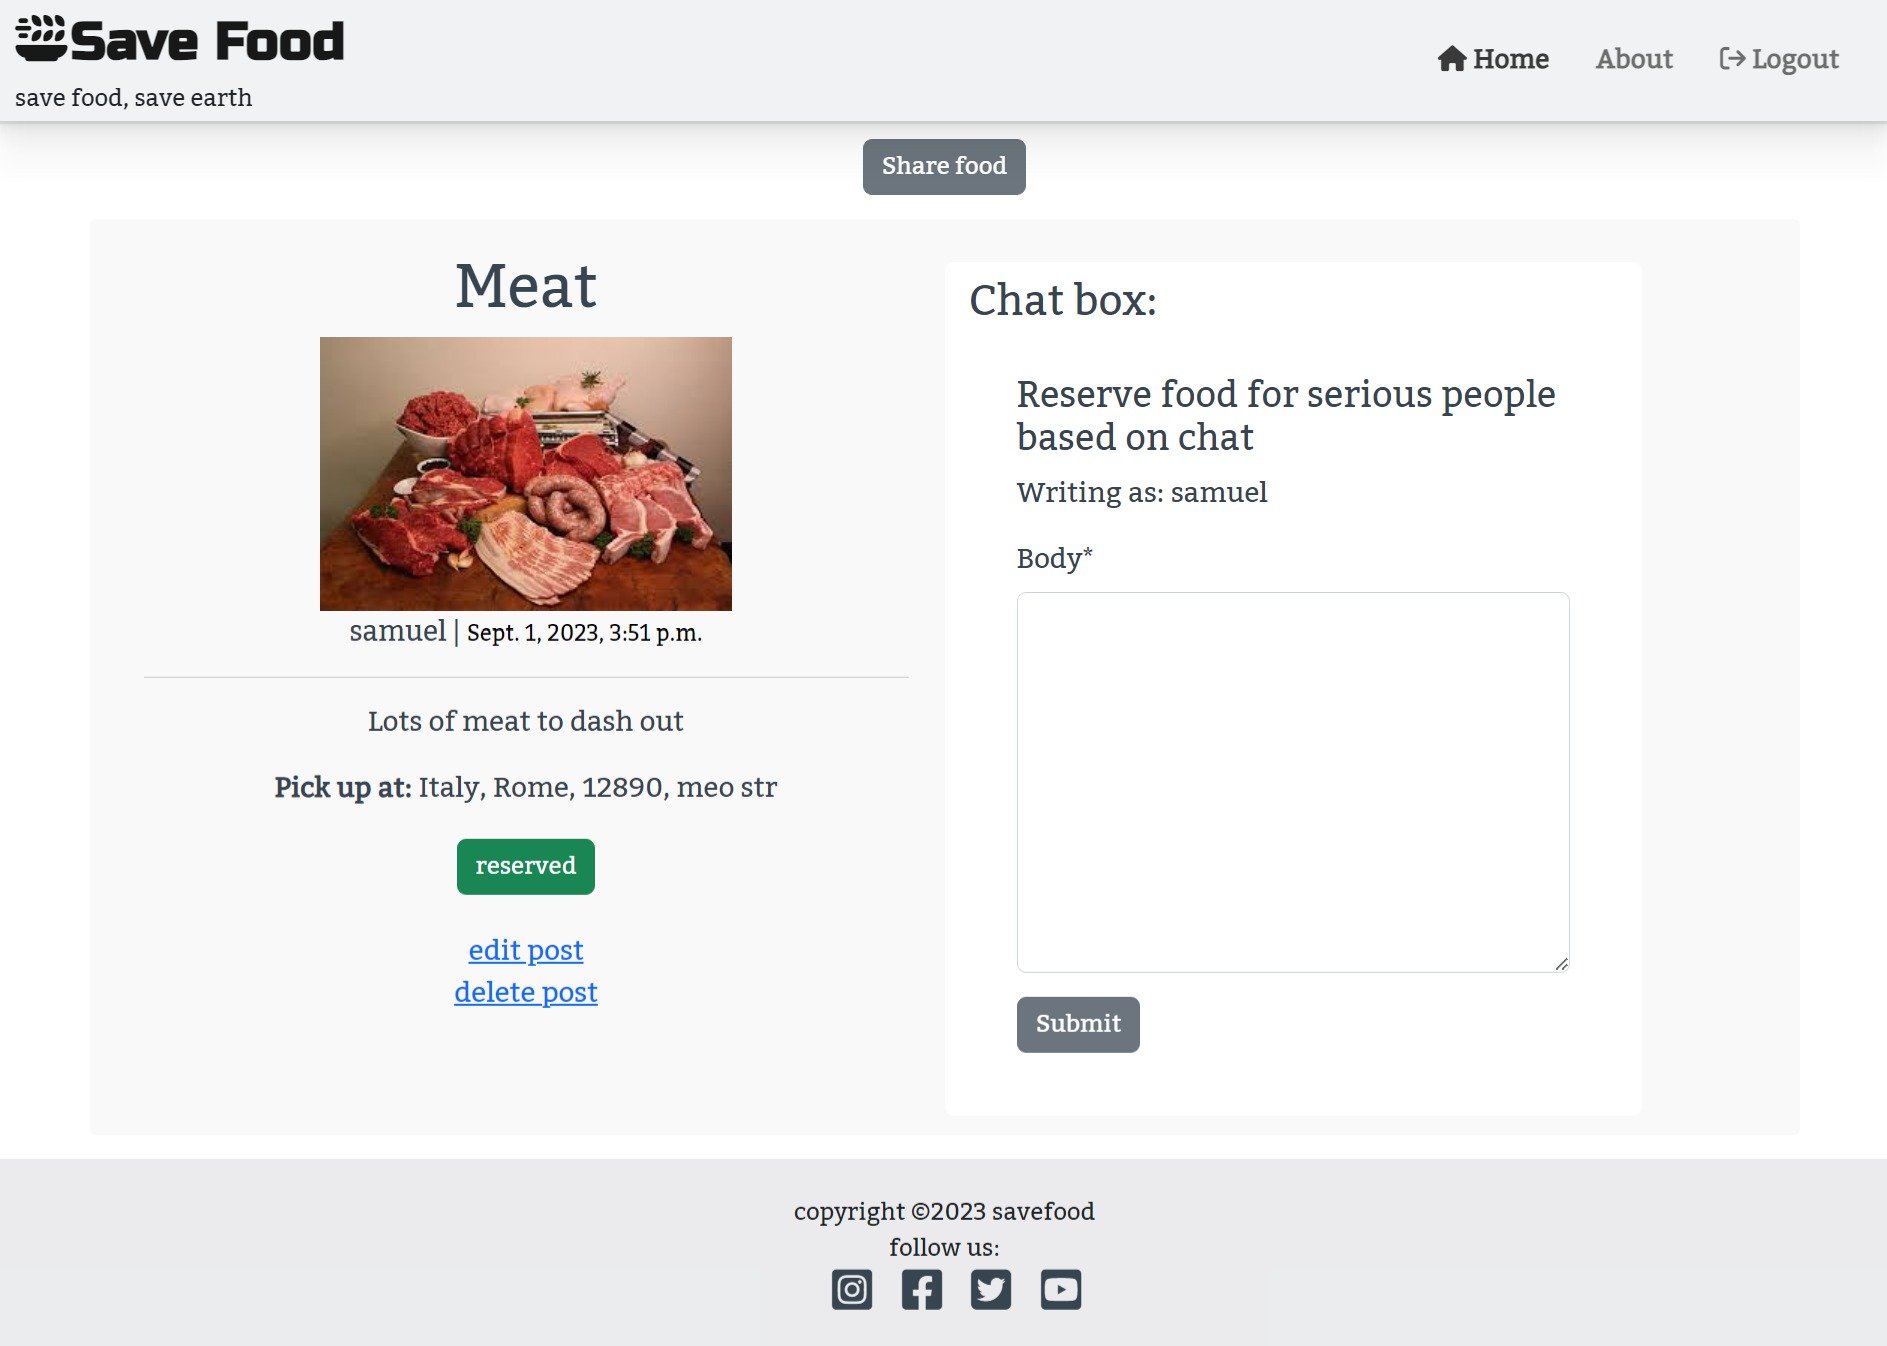 Save Food
save food, save earth
Home
About
Logout
Share food
Meat
samuel | Sept. 1, 2023, 3:51 p.m.
Lots of meat to dash out
Pick up at: Italy, Rome, 12890, meo str
reserved
edit post
delete post
Chat box:
Reserve food for serious people
based on chat
Writing as: samuel
Body*
Submit
copyright ©2023 savefood
follow us: